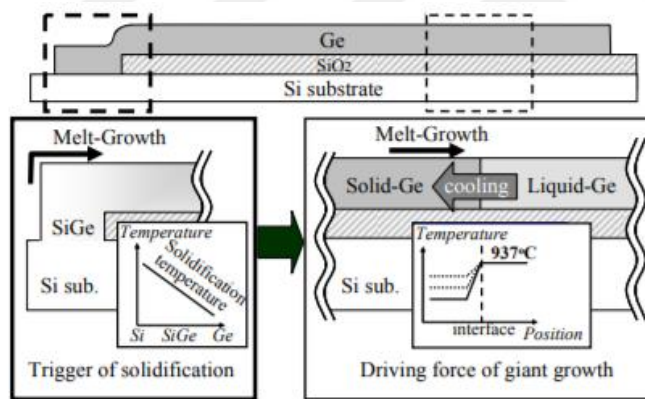 Ge
SiO2
Si substrate
Melt-Growth
SiGe
Si sub.
Temperature
Solidification
temperature
Si SiGe Ge
Trigger of solidification
Melt-Growth
Solid-Ge
cooling
Liquid-Ge
Si sub.
Temperature
937°C
interface
Position
Driving force of giant growth